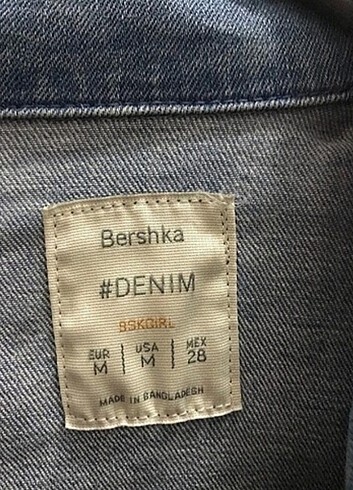 Bershka
#DENIM
BSKGIRL
EUR | USA | MEX
M | M | 28
MADE IN BANGLADESH